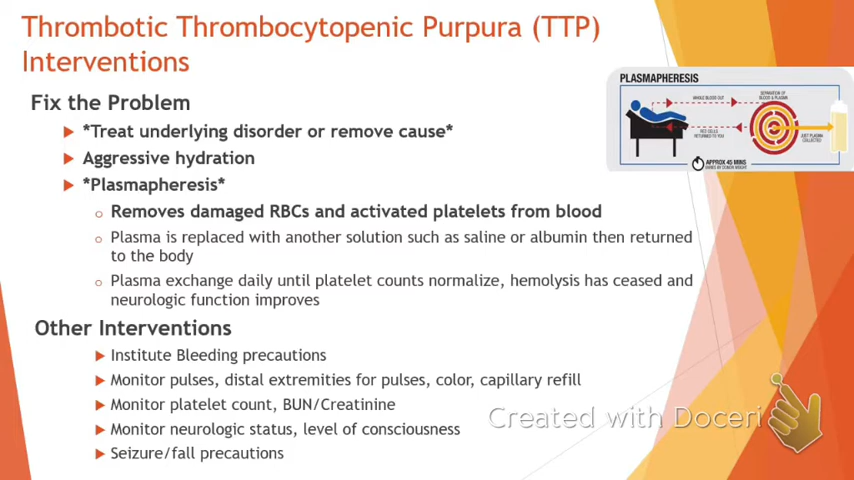 Thrombotic Thrombocytopenic Purpura (TTP)
Interventions
PLASMAPHERESIS
WHOLE BLOOD OUT
SEPARATION OF
BLOOD & PLASMA
RED CELLS
RETURNED TO YOU
JUST PLASMA
COLLECTED
APPROX 45 MINS
VARIES BY DONOR WEIGHT
Fix the Problem
*Treat underlying disorder or remove cause*
Aggressive hydration
*Plasmapheresis*
Removes damaged RBCs and activated platelets from blood
Plasma is replaced with another solution such as saline or albumin then returned
to the body
Plasma exchange daily until platelet counts normalize, hemolysis has ceased and
neurologic function improves
Other Interventions
Institute Bleeding precautions
Monitor pulses, distal extremities for pulses, color, capillary refill
Monitor platelet count, BUN/Creatinine
Monitor neurologic status, level of consciousness
Seizure/fall precautions
Created with Doceri